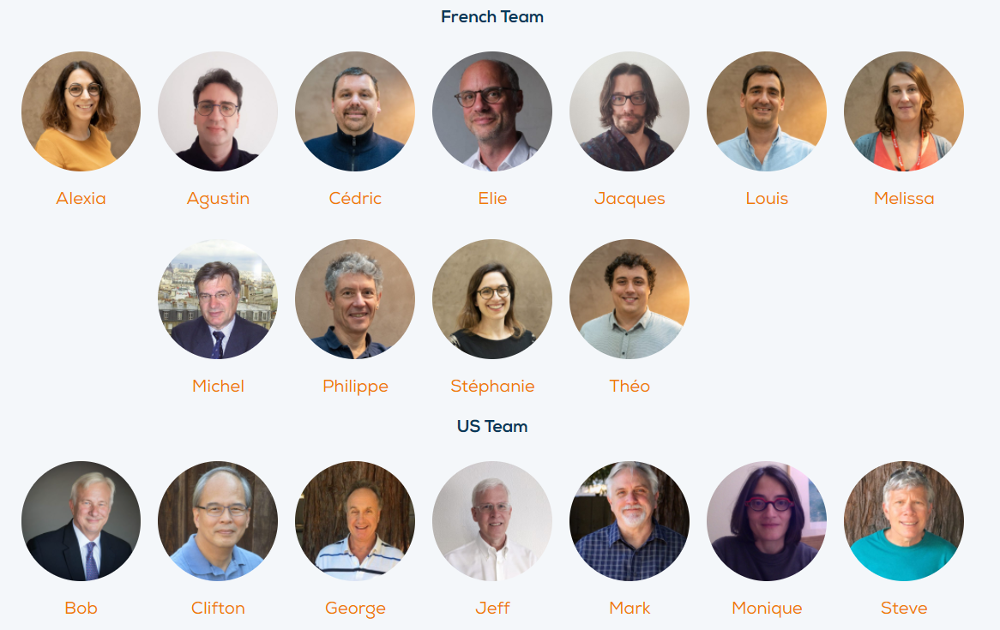 French Team
Alexia Agustin Cédric Elie Jacques Louis Melissa
Michel Philippe Stéphanie Théo
US Team
Bob Clifton George Jeff Mark Monique Steve